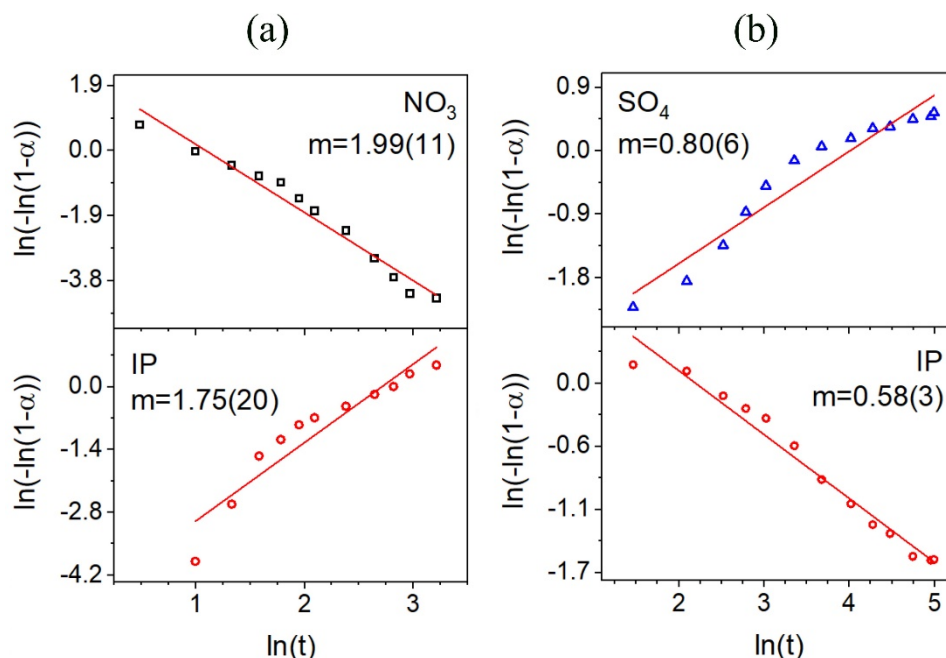 (a)
ln(-ln(1-α))
1.9
0.0
-1.9
-3.8
NO₃
m=1.99(11)
ln(-ln(1-α))
0.0
-1.4
-2.8
-4.2
IP
m=1.75(20)
1
2
3
ln(t)
(b)
ln(-ln(1-α))
0.9
0.0
-0.9
-1.8
SO₄
m=0.80(6)
ln(-ln(1-α))
0.0
-0.6
-1.1
-1.7
IP
m=0.58(3)
2
3
4
5
ln(t)